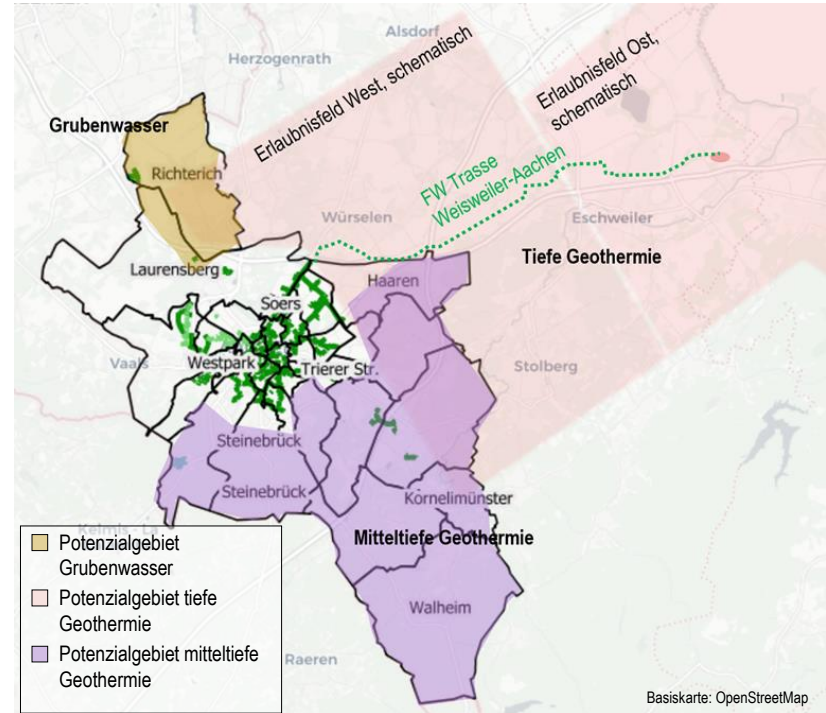 Alsdorf
Herzogenrath
Erlaubnisfeld West, schematisch
Erlaubnisfeld Ost,
schematisch
Grubenwasser
Richterich
FW Trasse
Weisweiler-Aachen
Würselen
Eschweiler
Tiefe Geothermie
Laurensberg
Haaren
Soers
Vaals
Westpark
Trierer Str.
Stolberg
Steinebrück
Steinebrück
Kornelimünster
Mitteltiefe Geothermie
Walheim
Raeren
Potenzialgebiet
Grubenwasser
Potenzialgebiet tiefe
Geothermie
Potenzialgebiet mitteltiefe
Geothermie
Basiskarte: OpenStreetMap